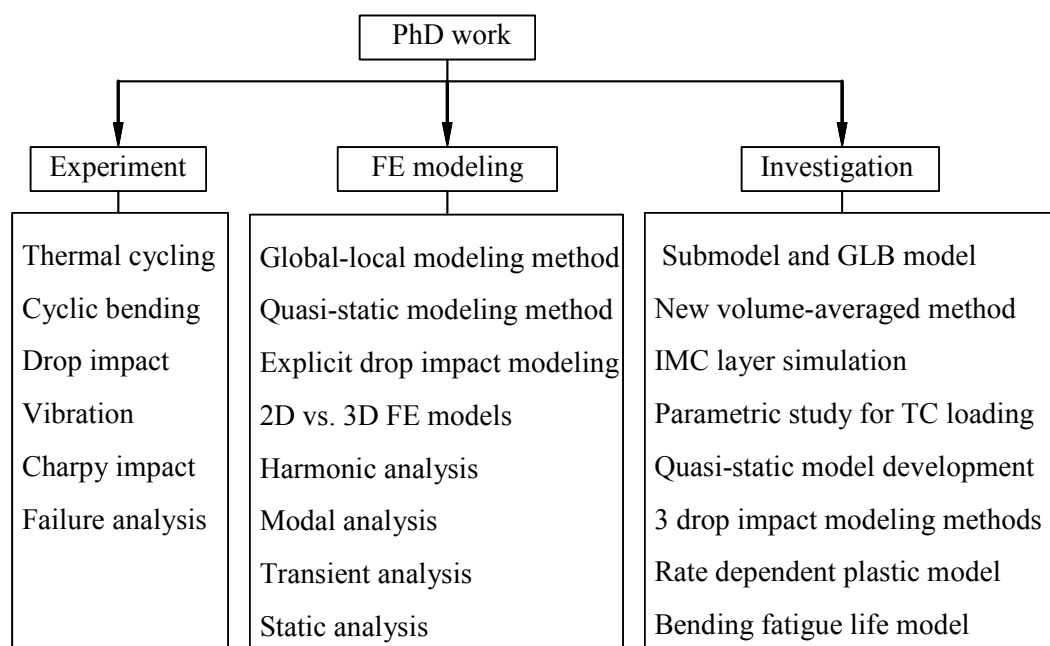 PhD work
Experiment
FE modeling
Investigation
Thermal cycling
Cyclic bending
Drop impact
Vibration
Charpy impact
Failure analysis
Global-local modeling method
Quasi-static modeling method
Explicit drop impact modeling
2D vs. 3D FE models
Harmonic analysis
Modal analysis
Transient analysis
Static analysis
Submodel and GLB model
New volume-averaged method
IMC layer simulation
Parametric study for TC loading
Quasi-static model development
3 drop impact modeling methods
Rate dependent plastic model
Bending fatigue life model